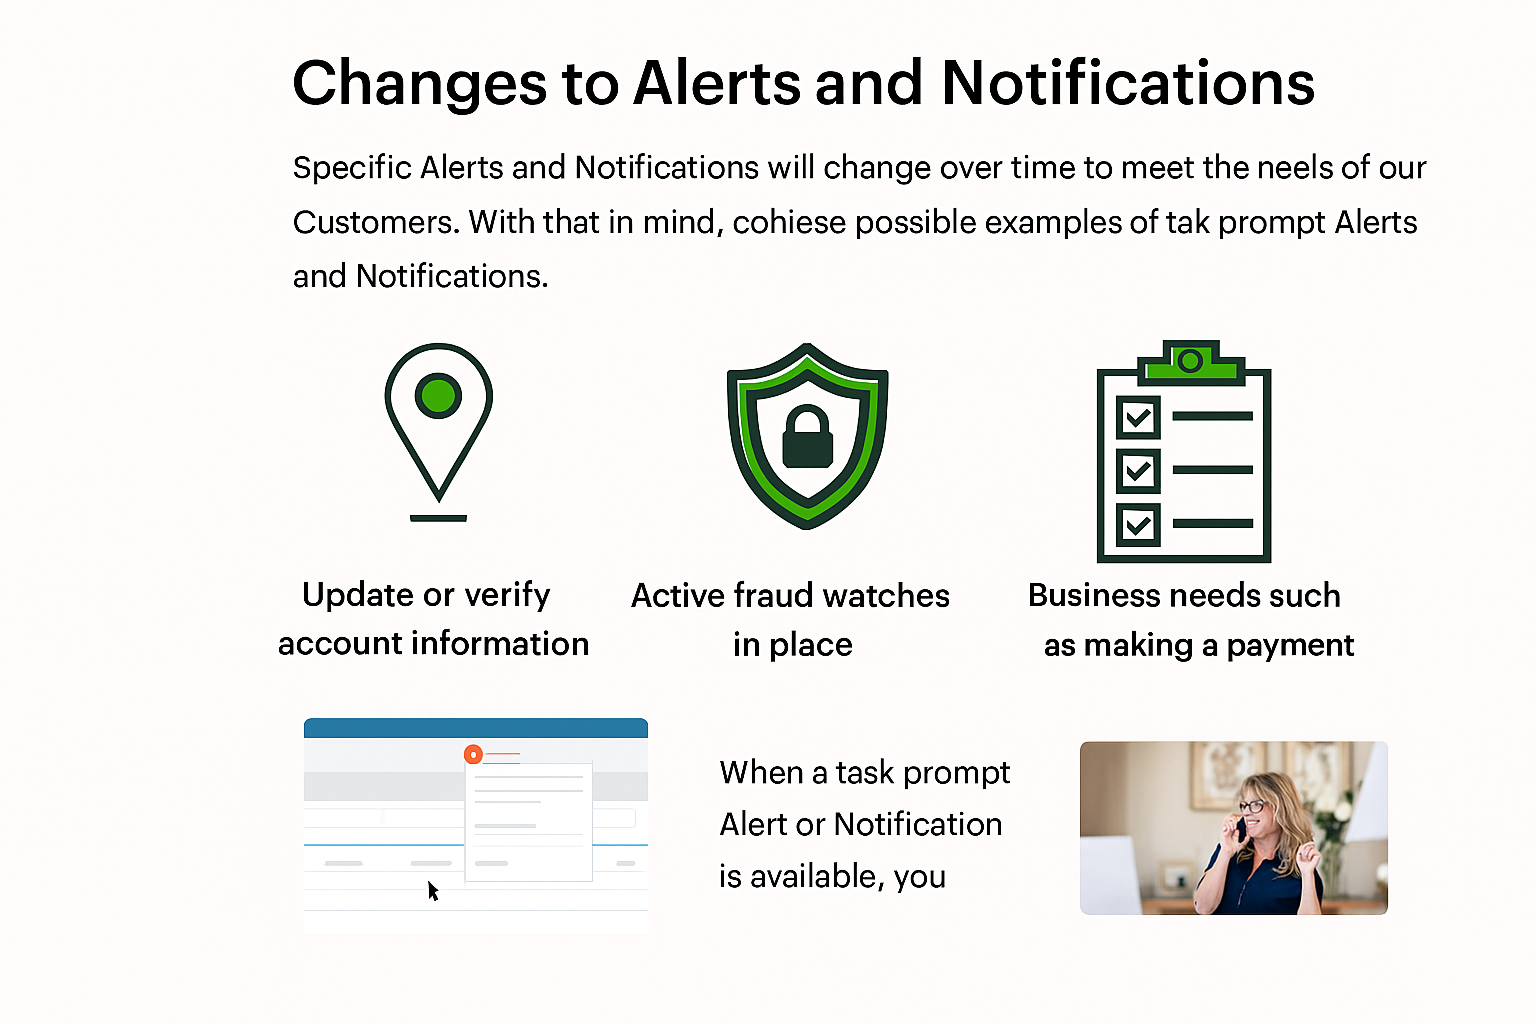 Changes to Alerts and Notifications
Specific Alerts and Notifications will change over time to meet the neels of our
Customers. With that in mind, cohiese possible examples of tak prompt Alerts
and Notifications.
Update or verify
account information
Active fraud watches
in place
Business needs such
as making a payment
When a task prompt
Alert or Notification
is available, you